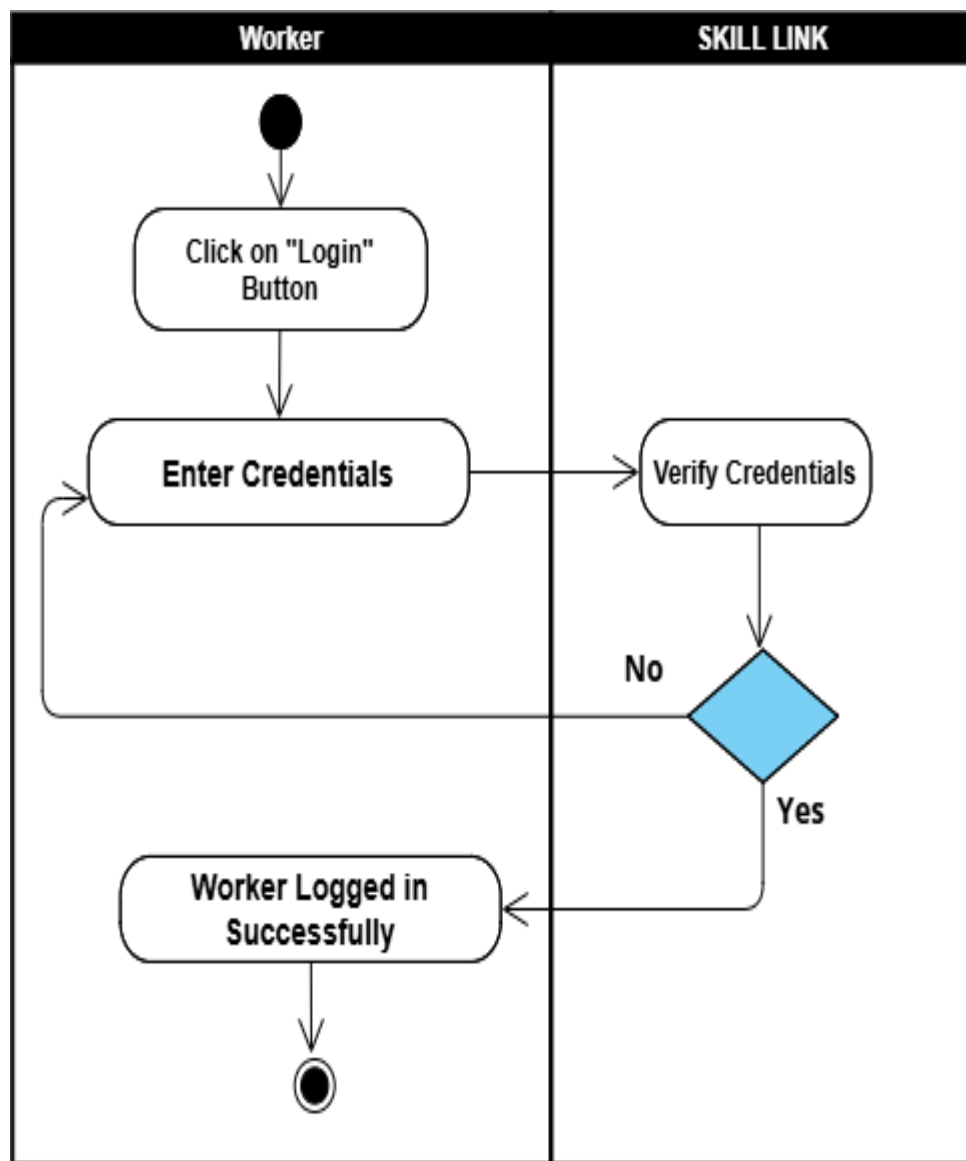 Worker
SKILL LINK
Click on "Login"
Button
Enter Credentials
Verify Credentials
No
Yes
Worker Logged in
Successfully